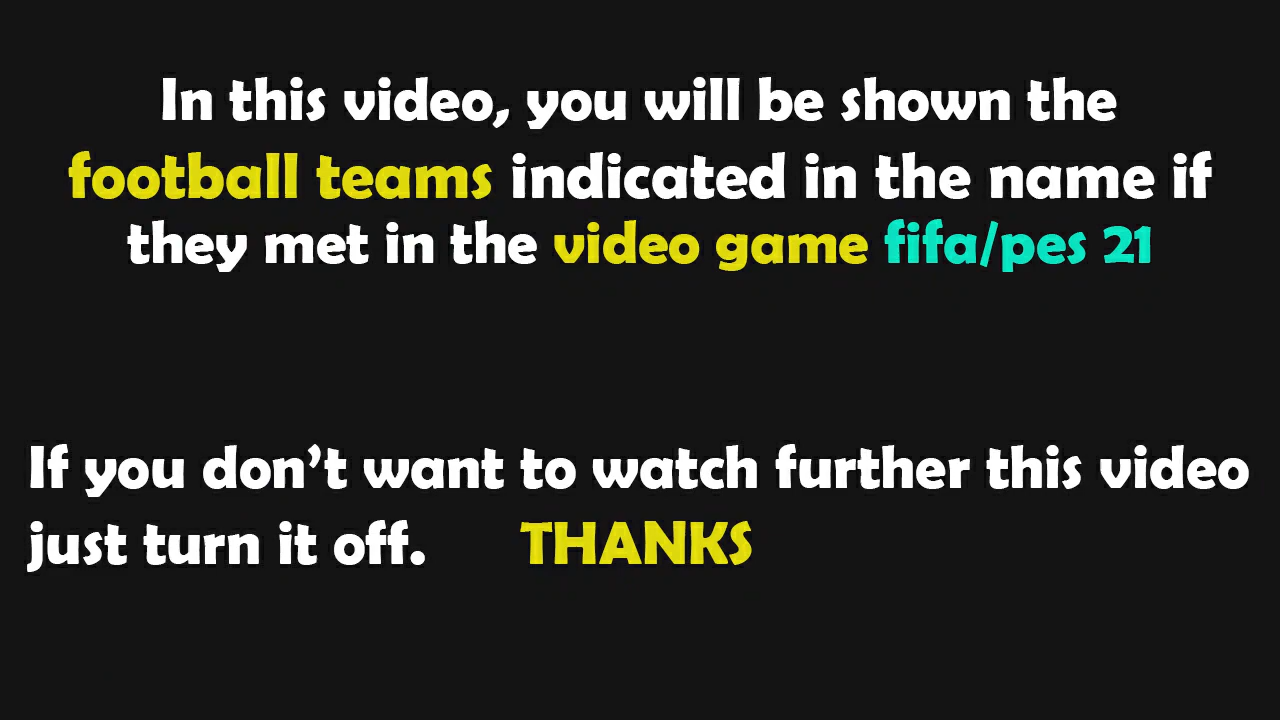 In this video, you will be shown the
football teams indicated in the name if
they met in the video game fifa/pes 21
If you don't want to watch further this video
just turn it off. THANKS